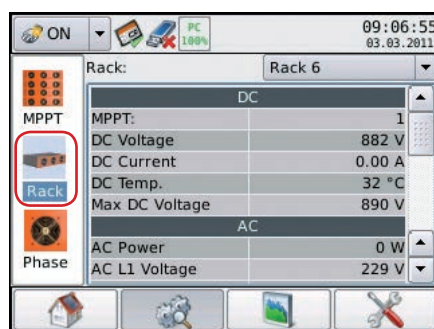 ON PC 100% 09:06:55
03.03.2011
Rack: Rack 6
DC
MPPT: 1
DC Voltage 882 V
DC Current 0.00 A
DC Temp. 32 °C
Max DC Voltage 890 V
AC
AC Power 0 W
AC L1 Voltage 229 V
MPPT
Rack
Phase